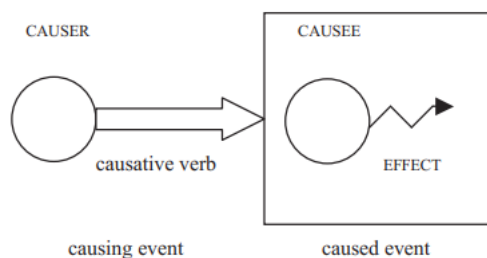 CAUSER
CAUSEE
causative verb
EFFECT
causing event
caused event